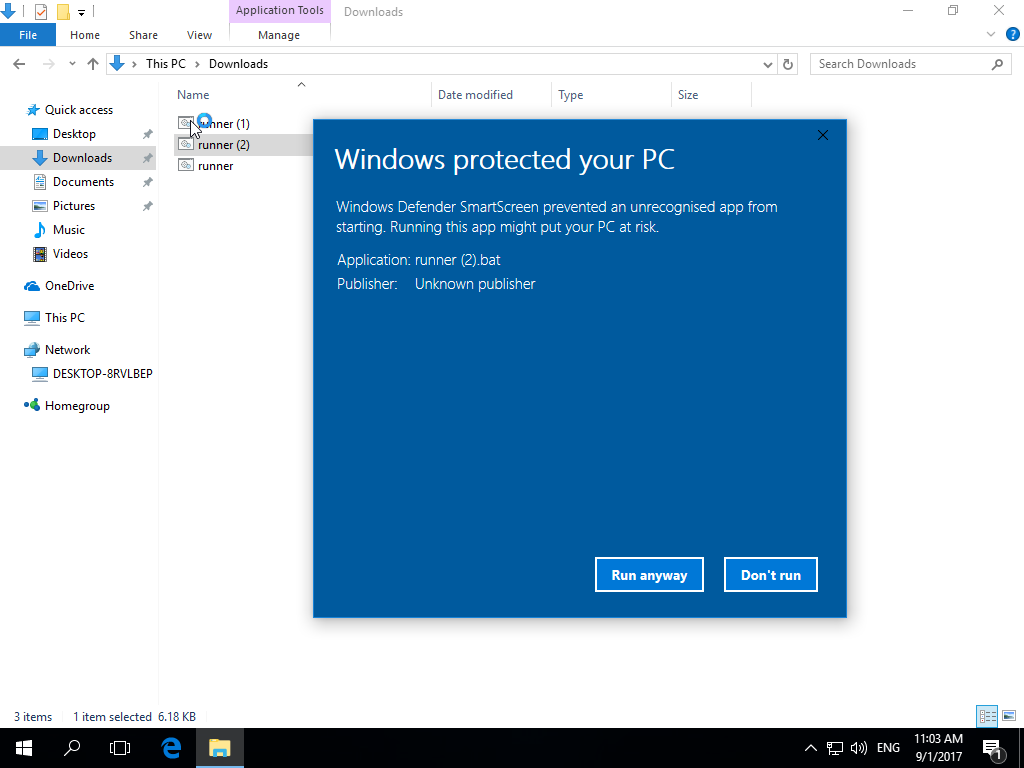 Application Tools
Downloads
File
Home
Share
View
Manage
?
This PC > Downloads
Search Downloads
Name
Date modified
Type
Size
Quick access
Desktop
Downloads
Documents
Pictures
Music
Videos
OneDrive
This PC
Network
DESKTOP-8RVLBEP
Homegroup
runner (1)
runner (2)
runner
Windows protected your PC
Windows Defender SmartScreen prevented an unrecognised app from
starting. Running this app might put your PC at risk.
Application: runner (2).bat
Publisher: Unknown publisher
Run anyway
Don't run
3 items
1 item selected 6.18 KB
ENG
11:03 AM
9/1/2017
1